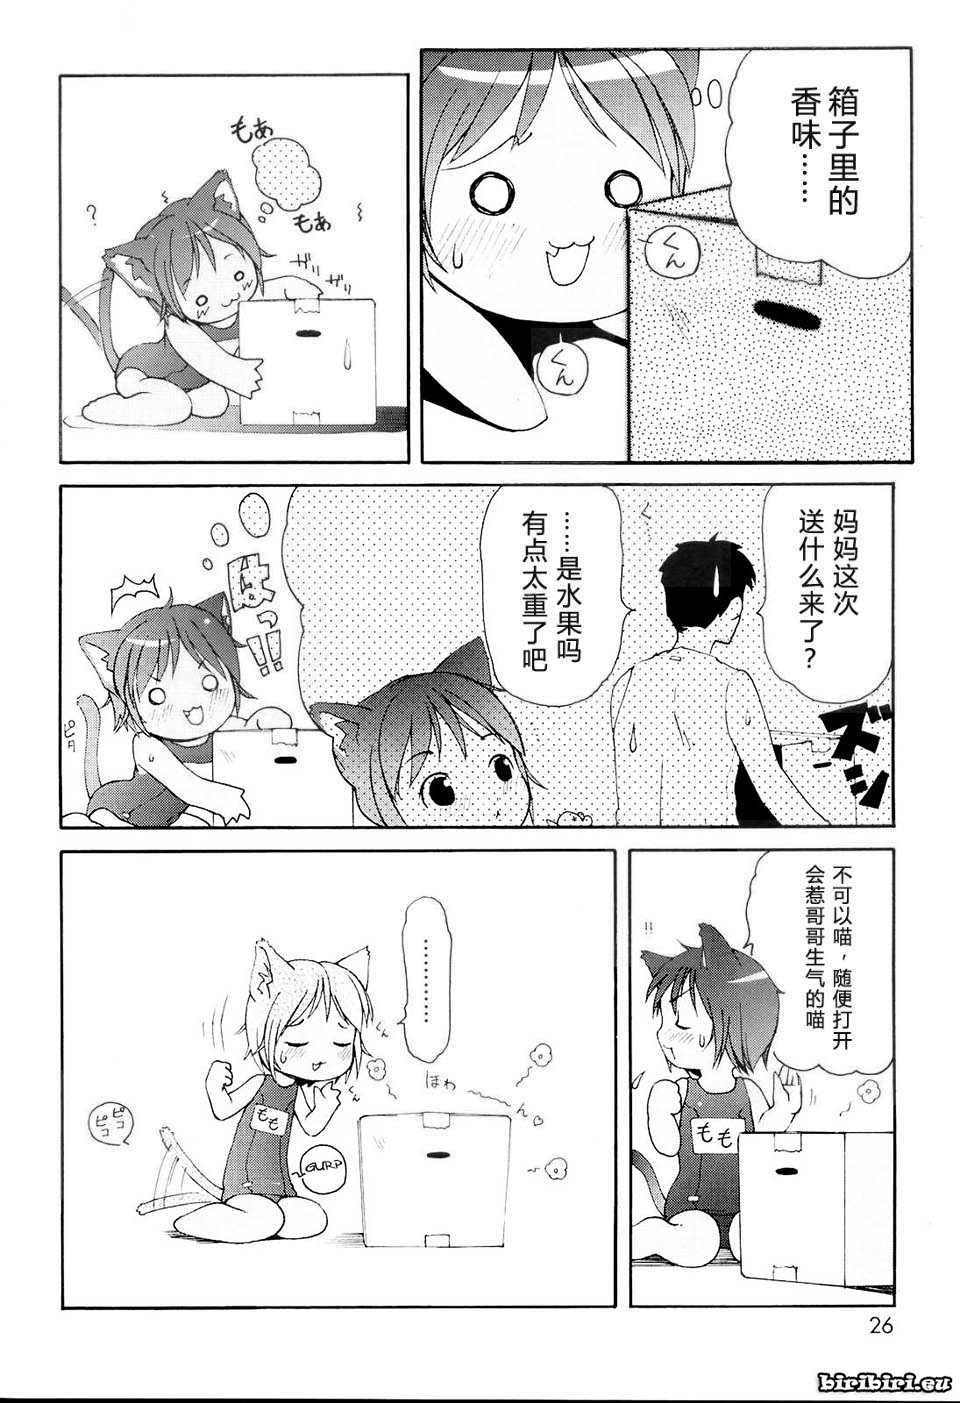 箱子里的
香味……
くん
くん
もあ
もあ
?
ザリ
ザリ
妈妈这次
送什么来了?
……是水果吗
有点太重了吧
く
ズシ
はっ!!
ピタ
不可以喵，随便打开
会惹哥哥生气的喵
!!
もも
…………
ほわ
ん
もも
GURP
ピコ
ピコ
26
biribiri.eu